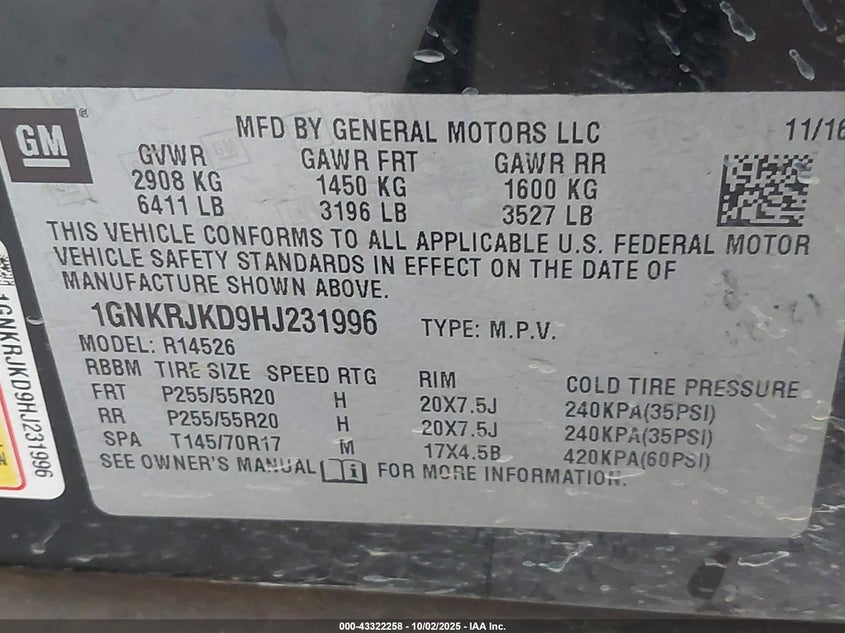 GM
MFD BY GENERAL MOTORS LLC 11/16
GVWR GAWR FRT GAWR RR
2908 KG 1450 KG 1600 KG
6411 LB 3196 LB 3527 LB
THIS VEHICLE CONFORMS TO ALL APPLICABLE U.S. FEDERAL MOTOR
VEHICLE SAFETY STANDARDS IN EFFECT ON THE DATE OF
MANUFACTURE SHOWN ABOVE.
1GNKRJKD9HJ231996 TYPE: M.P.V.
MODEL: R14526
RBBM TIRE SIZE SPEED RTG RIM COLD TIRE PRESSURE
FRT P255/55R20 H 20X7.5J 240KPA(35PSI)
RR P255/55R20 H 20X7.5J 240KPA(35PSI)
SPA T145/70R17 M 17X4.5B 420KPA(60PSI)
SEE OWNER'S MANUAL FOR MORE INFORMATION.
1GNKRJKD9HJ231996
000-43322258 - 10/02/2025 - IAA Inc.